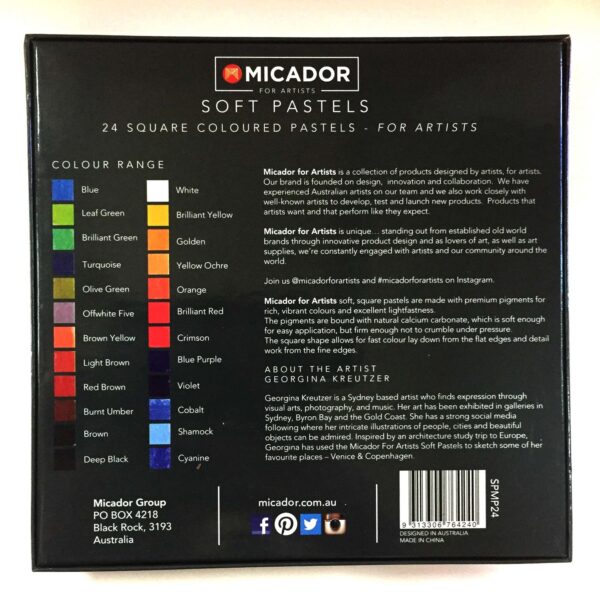 MICADOR
FOR ARTISTS
SOFT PASTELS
24 SQUARE COLOURED PASTELS - FOR ARTISTS
COLOUR RANGE
Blue
Leaf Green
Brilliant Green
Turquoise
Olive Green
Offwhite Five
Brown Yellow
Light Brown
Red Brown
Burnt Umber
Brown
Deep Black
White
Brilliant Yellow
Golden
Yellow Ochre
Orange
Brilliant Red
Crimson
Blue Purple
Violet
Cobalt
Shamock
Cyanine
Micador for Artists is a collection of products designed by artists, for artists.
Our brand is founded on design, innovation and collaboration. We have
experienced Australian artists on our team and we also work closely with
well-known artists to develop, test and launch new products. Products that
artists want and that perform like they expect.
Micador for Artists is unique... standing out from established old world
brands through innovative product design and as lovers of art, as well as art
supplies, we're constantly engaged with artists and our community around the
world.
Join us @micadorforartists and #micadorforartists on Instagram.
Micador for Artists soft, square pastels are made with premium pigments for
rich, vibrant colours and excellent lightfastness.
The pigments are bound with natural calcium carbonate, which is soft enough
for easy application, but firm enough not to crumble under pressure.
The square shape allows for fast colour lay down from the flat edges and detail
work from the fine edges.
ABOUT THE ARTIST
GEORGINA KREUTZER
Georgina Kreutzer is a Sydney based artist who finds expression through
visual arts, photography, and music. Her art has been exhibited in galleries in
Sydney, Byron Bay and the Gold Coast. She has a strong social media
following where her intricate illustrations of people, cities and beautiful
objects can be admired. Inspired by an architecture study trip to Europe,
Georgina has used the Micador For Artists Soft Pastels to sketch some of her
favourite places – Venice & Copenhagen.
Micador Group
PO BOX 4218
Black Rock, 3193
Australia
micador.com.au
SPMP24
9 313306 764240
DESIGNED IN AUSTRALIA
MADE IN CHINA